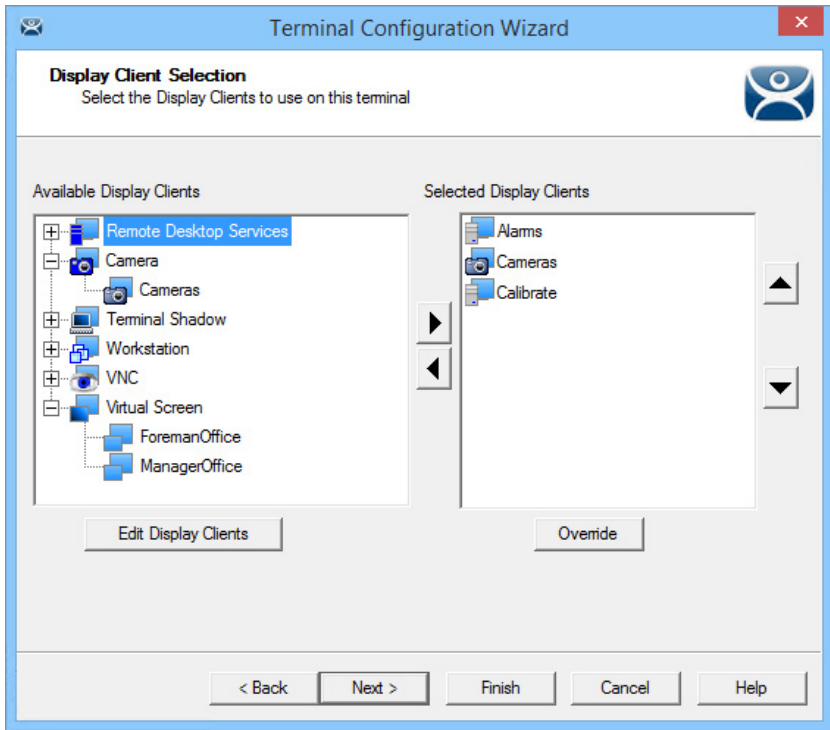 Terminal Configuration Wizard
Display Client Selection
Select the Display Clients to use on this terminal
Available Display Clients
Remote Desktop Services
Camera
Cameras
Terminal Shadow
Workstation
VNC
Virtual Screen
ForemanOffice
ManagerOffice
Edit Display Clients
Selected Display Clients
Alarms
Cameras
Calibrate
Override
< Back
Next >
Finish
Cancel
Help